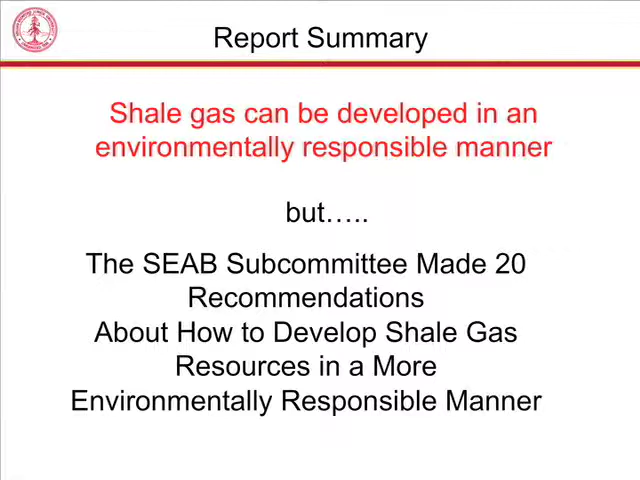 Report Summary
Shale gas can be developed in an
environmentally responsible manner
but…..
The SEAB Subcommittee Made 20
Recommendations
About How to Develop Shale Gas
Resources in a More
Environmentally Responsible Manner